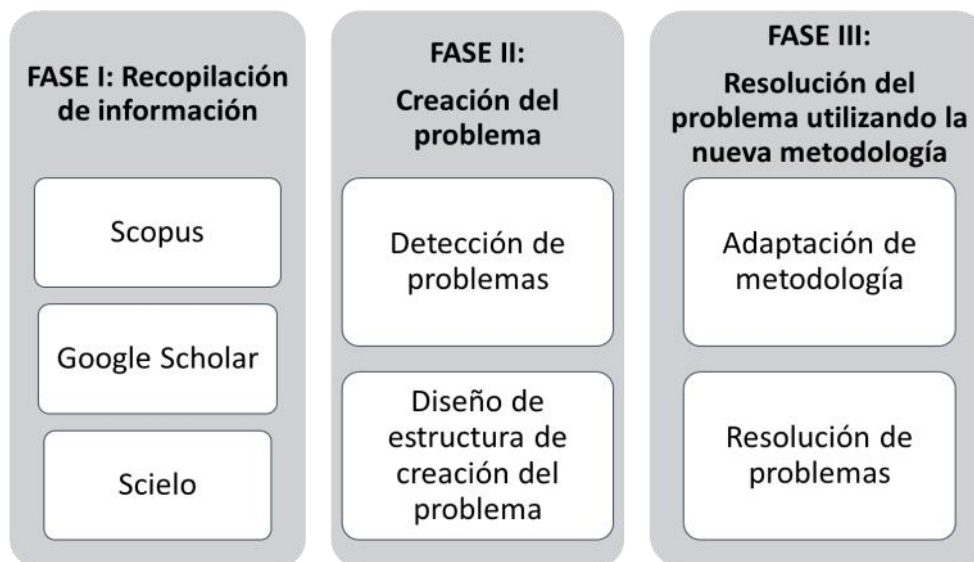 FASE I: Recopilación
de información
Scopus
Google Scholar
Scielo
FASE II:
Creación del
problema
Detección de
problemas
Diseño de
estructura de
creación del
problema
FASE III:
Resolución del
problema utilizando la
nueva metodología
Adaptación de
metodología
Resolución de
problemas